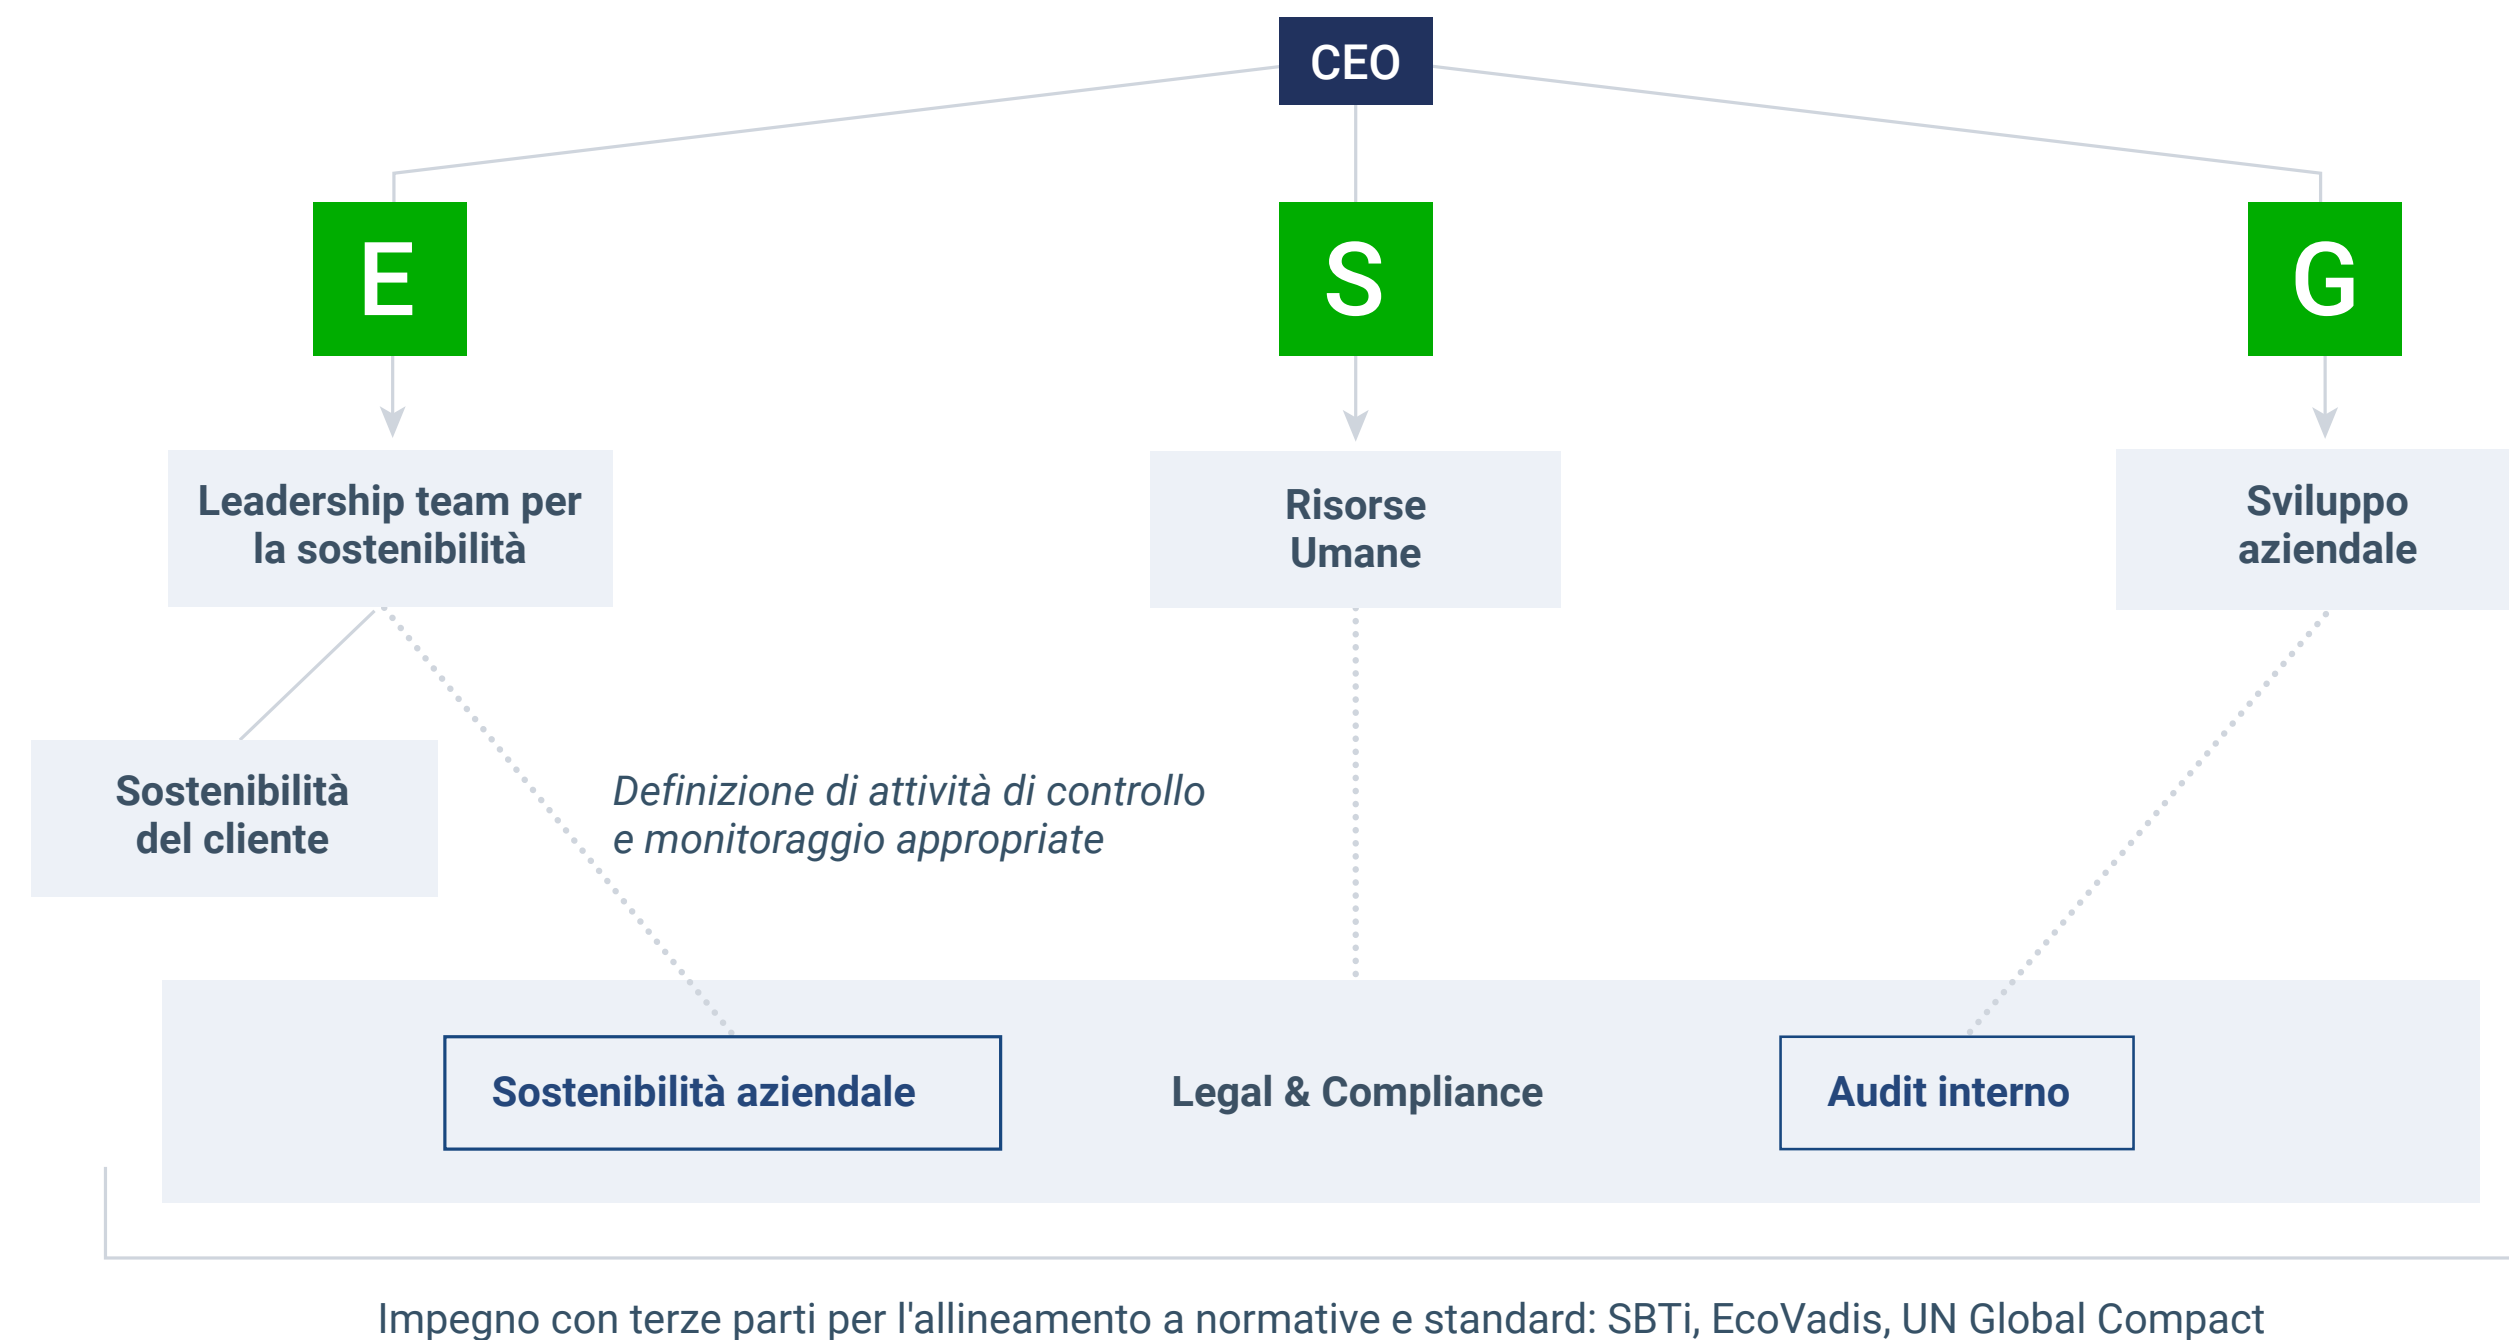 CEO
E
S
G
Leadership team per
la sostenibilità
Risorse
Umane
Sviluppo
aziendale
Sostenibilità
del cliente
Definizione di attività di controllo
e monitoraggio appropriate
Sostenibilità aziendale
Legal & Compliance
Audit interno
Impegno con terze parti per l'allineamento a normative e standard: SBTi, EcoVadis, UN Global Compact